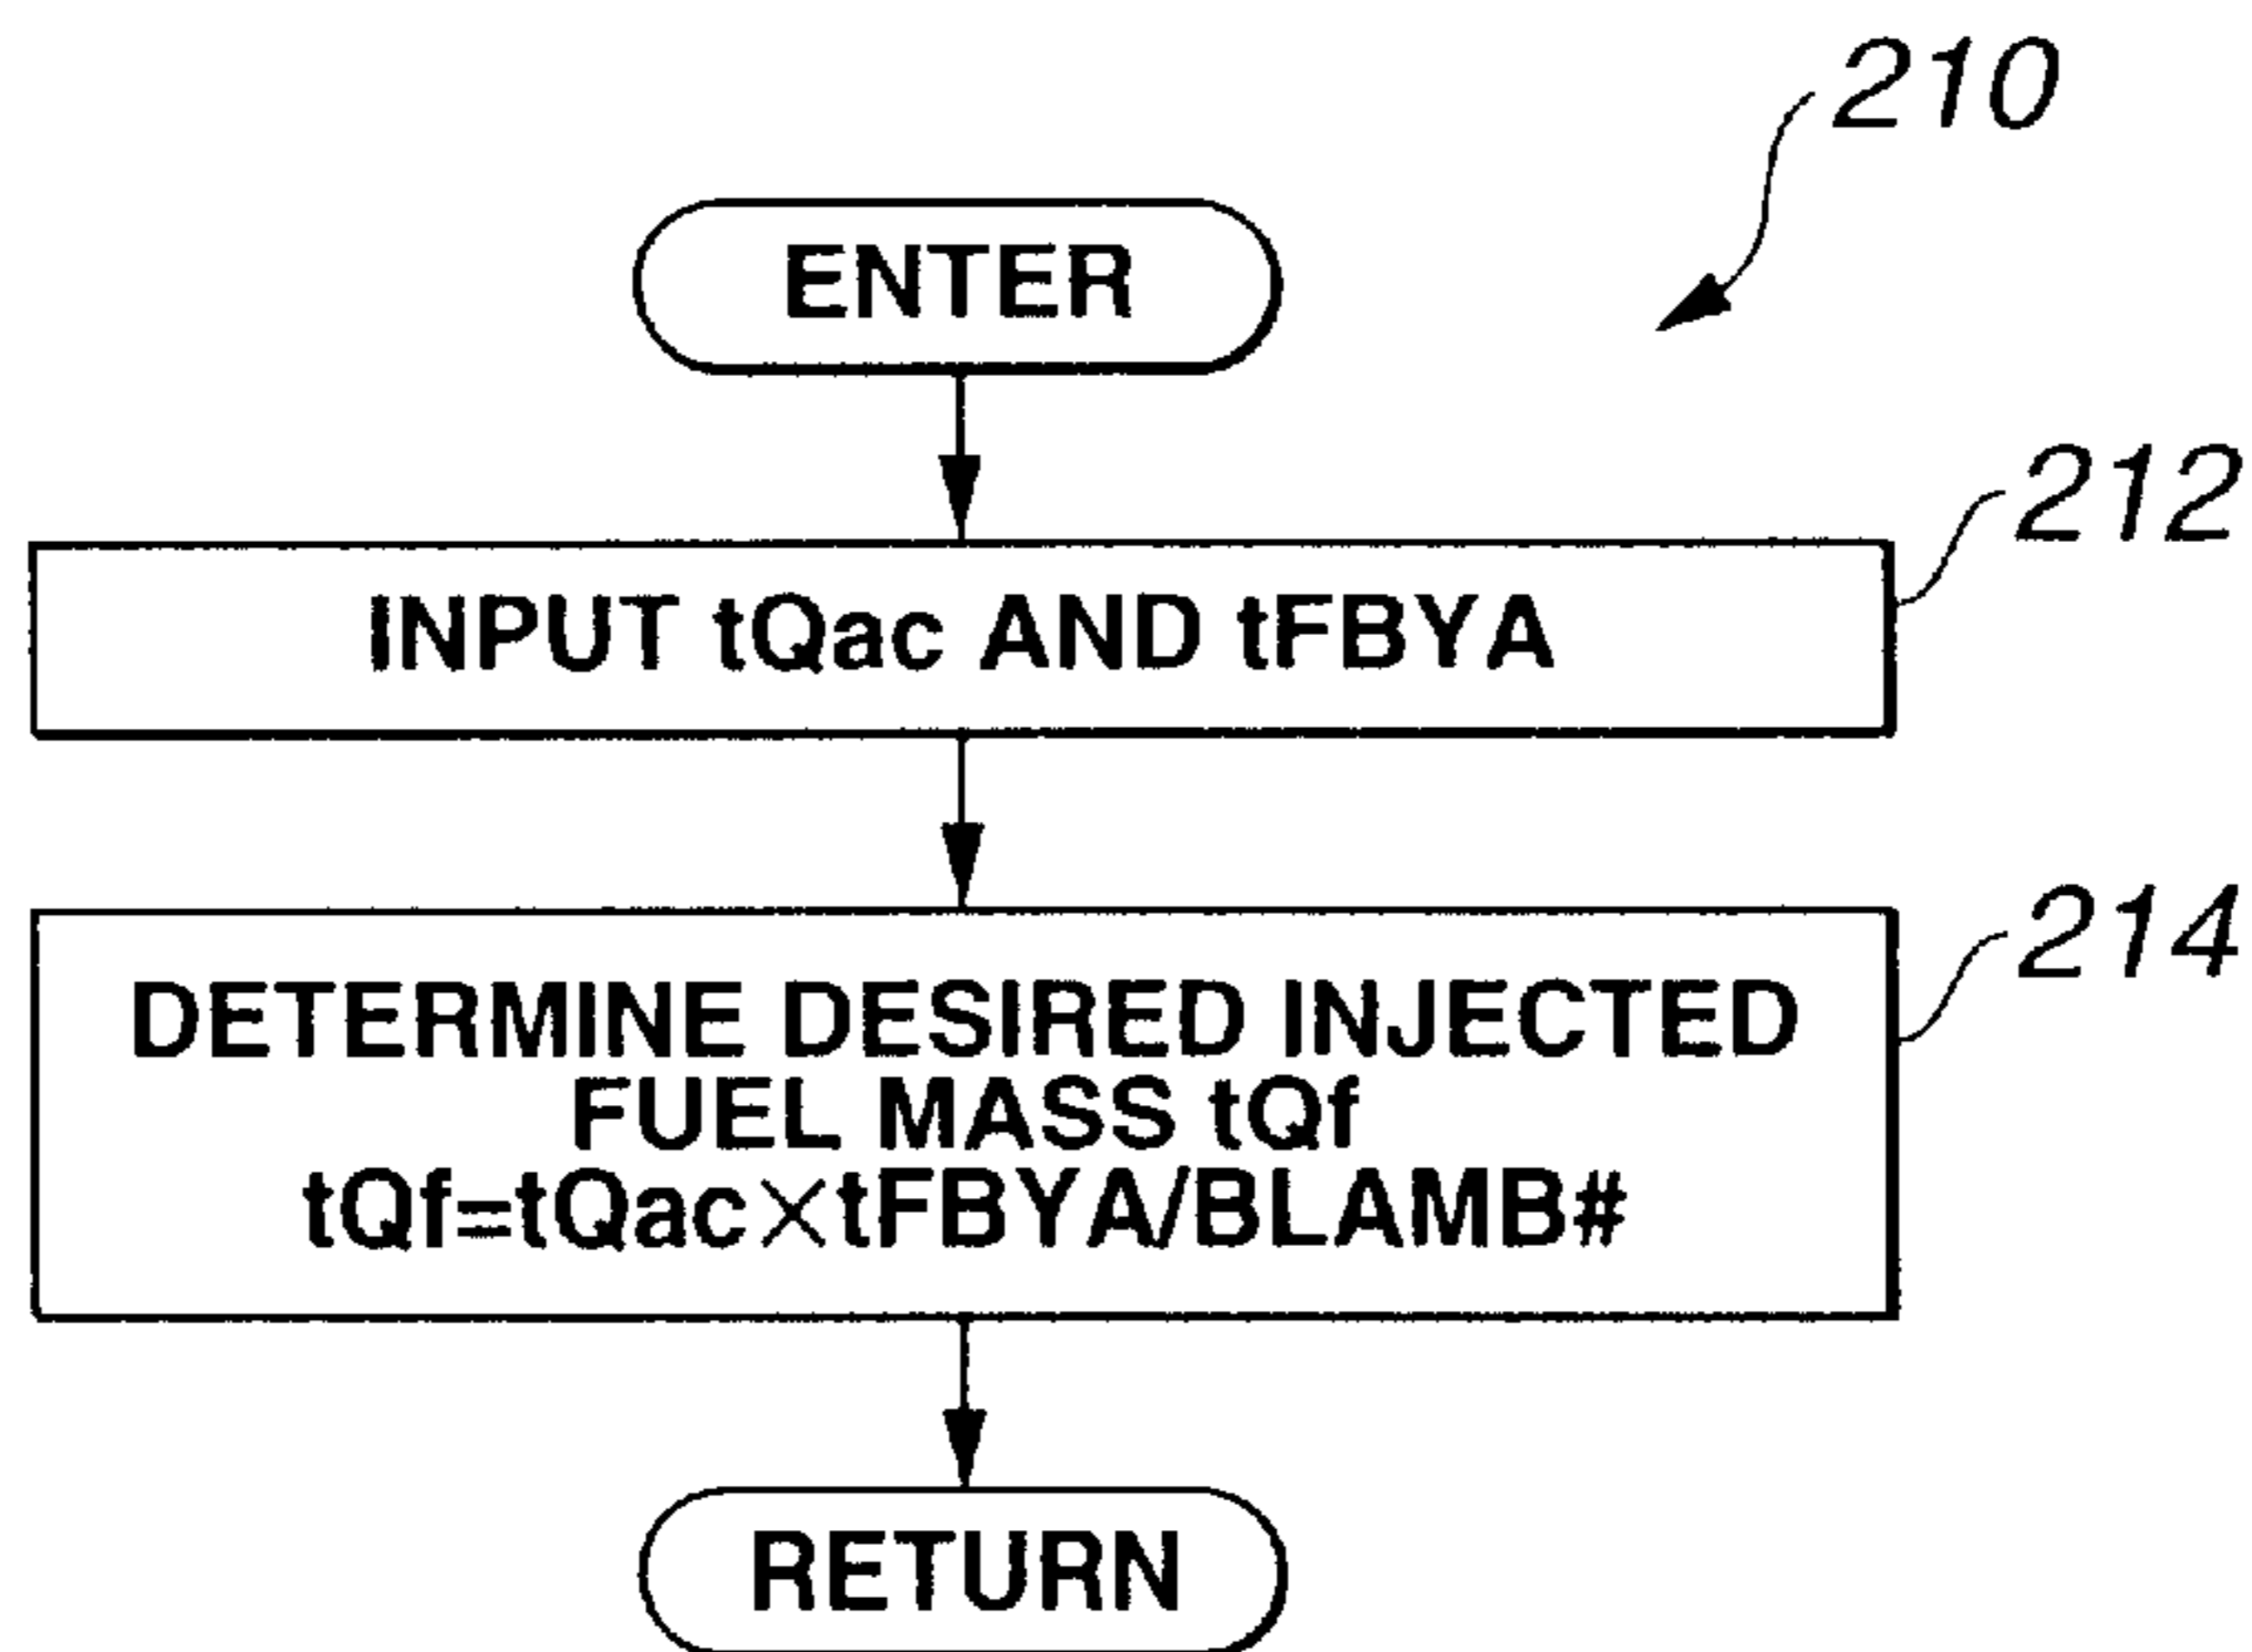 210
ENTER
212
INPUT tQac AND tFBYA
214
DETERMINE DESIRED INJECTED
FUEL MASS tQf
tQf=tQac×tFBYA/BLAMB#
RETURN